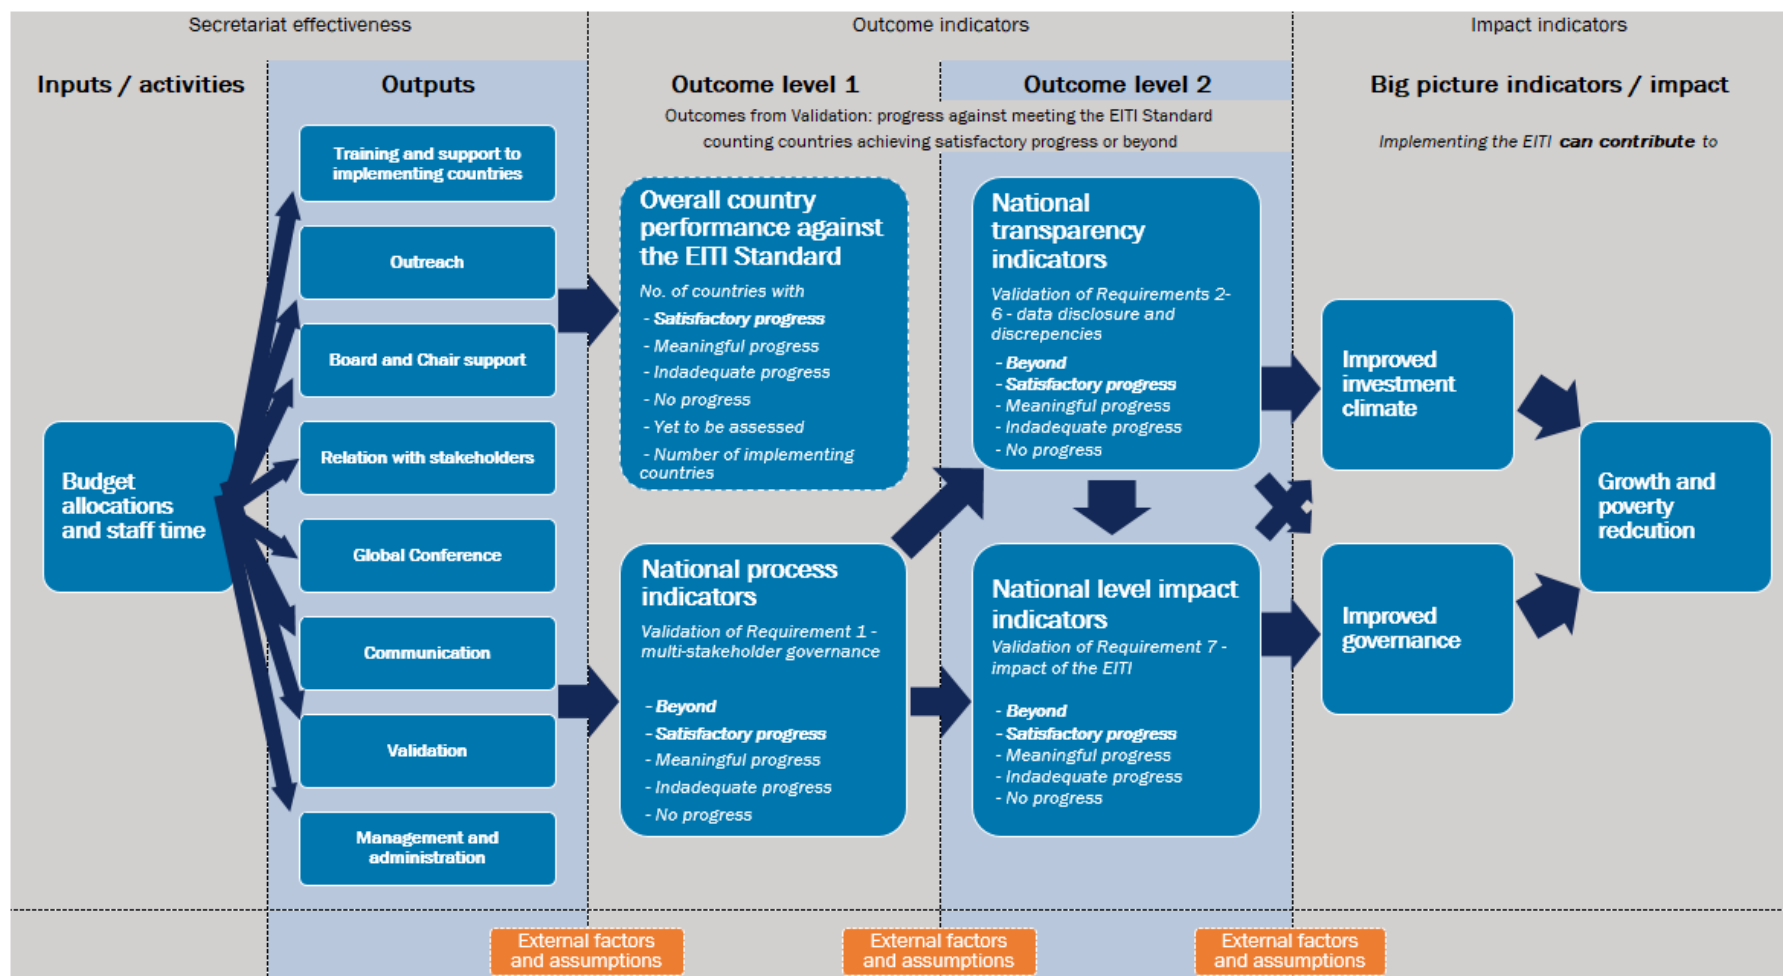 Secretariat effectiveness
Outcome indicators
Impact indicators
Inputs / activities
Outputs
Outcome level 1
Outcome level 2
Big picture indicators / impact
Outcomes from Validation: progress against meeting the EITI Standard
counting countries achieving satisfactory progress or beyond
Implementing the EITI can contribute to
Budget
allocations
and staff time
Training and support to
implementing countries
Outreach
Board and Chair support
Relation with stakeholders
Global Conference
Communication
Validation
Management and
administration
Overall country
performance against
the EITI Standard
No. of countries with
- Satisfactory progress
- Meaningful progress
- Indadequate progress
- No progress
- Yet to be assessed
- Number of implementing
countries
National process
indicators
Validation of Requirement 1 -
multi-stakeholder governance
- Beyond
- Satisfactory progress
- Meaningful progress
- Indadequate progress
- No progress
National
transparency
indicators
Validation of Requirements 2-
6 - data disclosure and
discrepencies
- Beyond
- Satisfactory progress
- Meaningful progress
- Indadequate progress
- No progress
National level impact
indicators
Validation of Requirement 7 -
impact of the EITI
- Beyond
- Satisfactory progress
- Meaningful progress
- Indadequate progress
- No progress
Improved
investment
climate
Improved
governance
Growth and
poverty
redcution
External factors
and assumptions
External factors
and assumptions
External factors
and assumptions